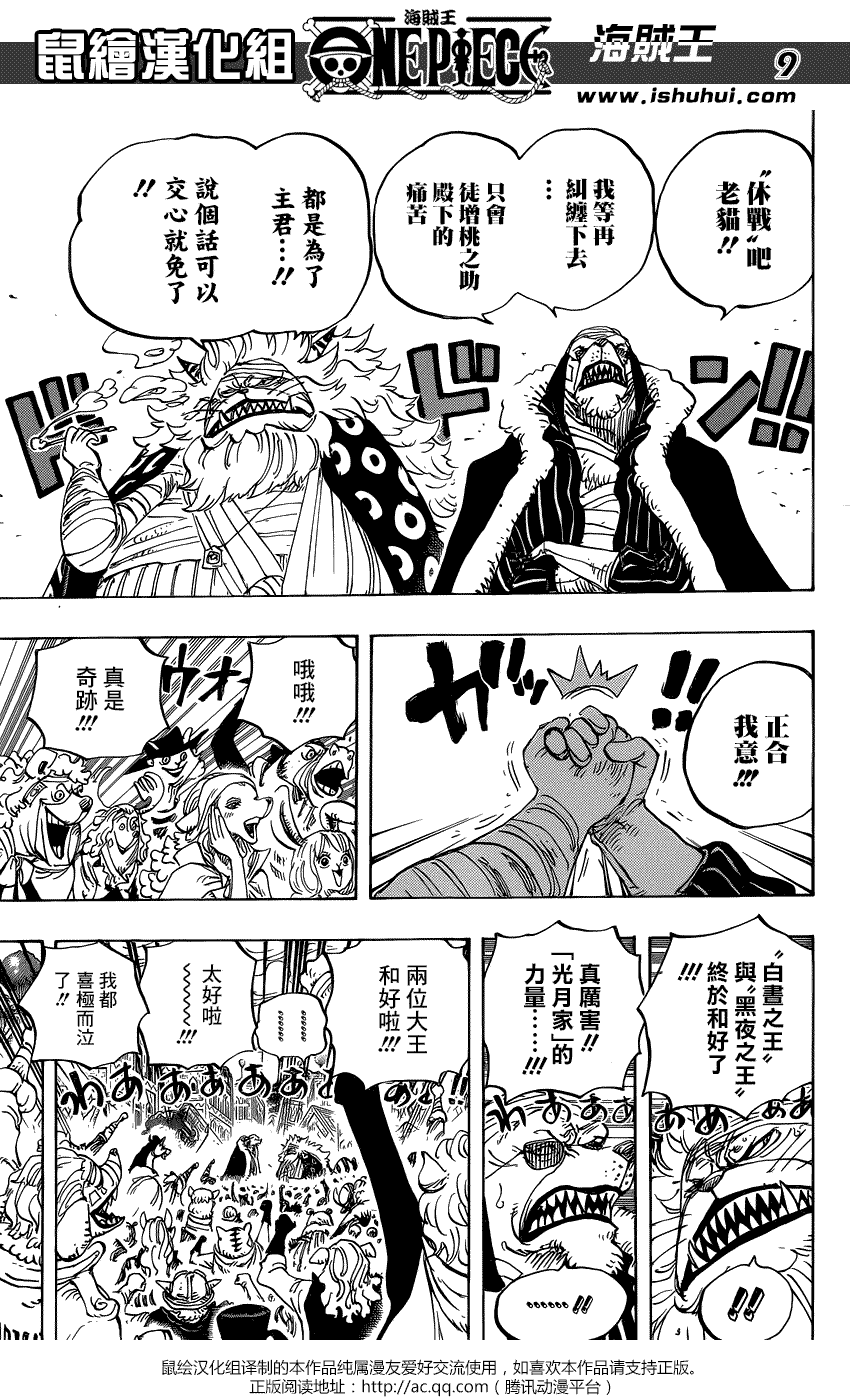 鼠繪漢化組
海賊王
ONE PIECE
海賊王
9
www.ishuhui.com
"休戰"吧
老貓!!
我等再
糾纏下去
…
只會
徒增桃之助
殿下的
痛苦
都是為了
主君…!!
說個話可以
交心就免了
!!
ドドン!!
正合
我意!!!
ガッ!!
哦哦!!!
真是
奇跡!!!
ウオ
"白晝之王"
與"黑夜之王"
終於和好了
!!!
真厲害!!
「光月家」的
力量……!!!
兩位大王
和好啦!!!
……
……
太好啦
~~~~!!!
我都
喜極而泣
了!!
わあああああああ!!
わあああああああ
!!
……!!
鼠绘汉化组译制的本作品纯属漫友爱好交流使用，如喜欢本作品请支持正版。
正版阅读地址：http://ac.qq.com（腾讯动漫平台）